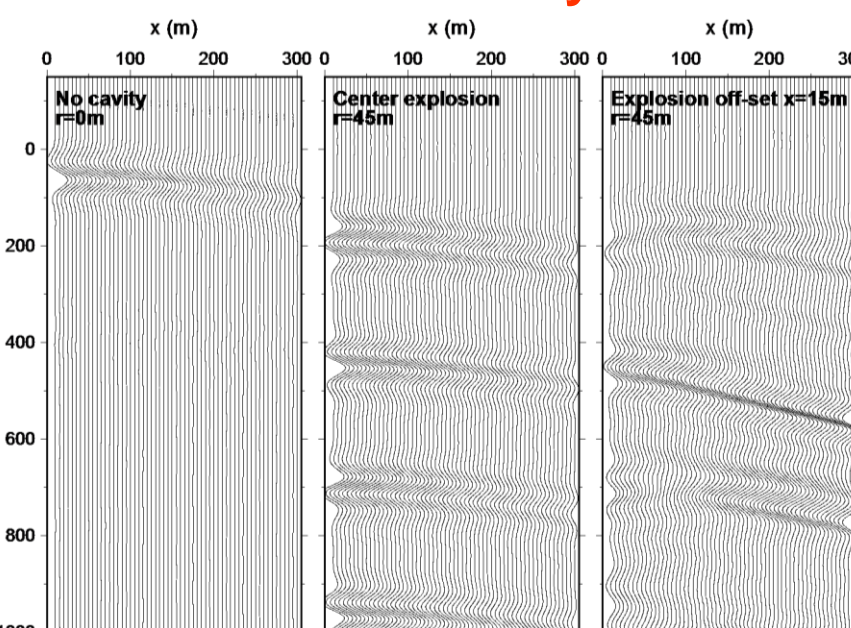 x (m) x (m) x (m)
0 100 200 300 0 100 200 300 0 100 200
No cavity
r=0m
Center explosion
r=45m
Explosion off-set x=15m
r=45m
0
200
400
600
800